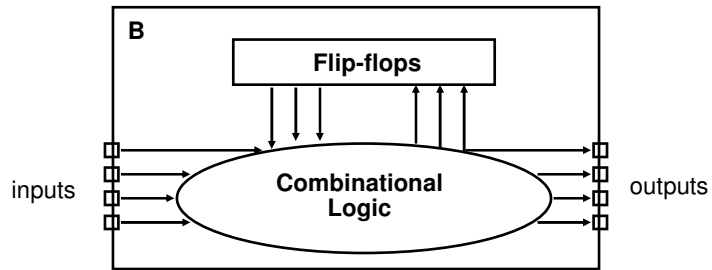 B
Flip-flops
Combinational
Logic
inputs
outputs